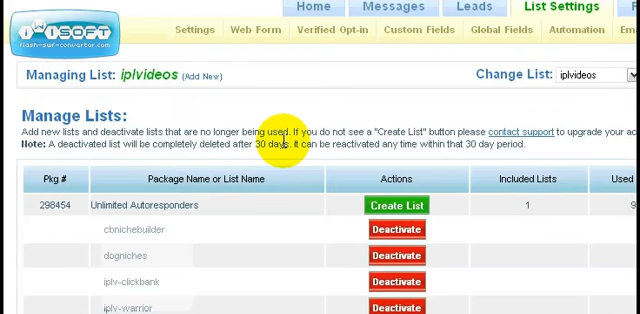 Home Messages Leads List Settings
iWiSOFT
flash-swf-converter.com
Settings Web Form Verified Opt-in Custom Fields Global Fields Automation
Managing List: iplvideos (Add New) Change List: iplvideos
Manage Lists:
Add new lists and deactivate lists that are no longer being used. If you do not see a "Create List" button please contact support to upgrade your
Note: A deactivated list will be completely deleted after 30 days. It can be reactivated any time within that 30 day period.
Pkg # Package Name or List Name Actions Included Lists Used
298454 Unlimited Autoresponders Create List 1 9
cbnichebuilder Deactivate
dogniches Deactivate
iplv-clickbank Deactivate
iplv-warrior Deactivate